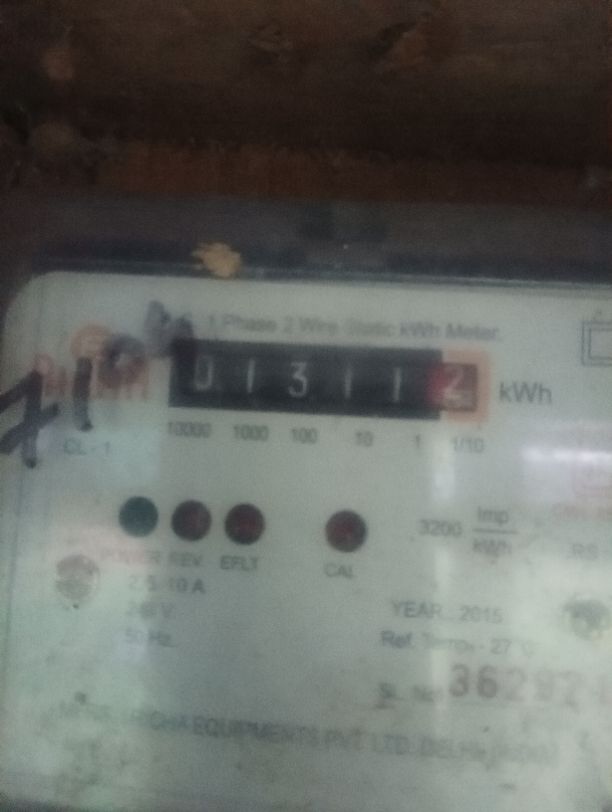 1 Phase 2 Wire Static kWh Meter
0 1 3 1 1 2 kWh
10000 1000 100 10 1 1/10
CL - 1
3200 Imp
kWh
POWER REV EFLT CAL
RS
2.5-10 A
240 V
50 Hz.
YEAR.. 2015
Ref. Temp. - 27°C
SL. No.
EQUIPMENTS PVT. LTD. DELHI